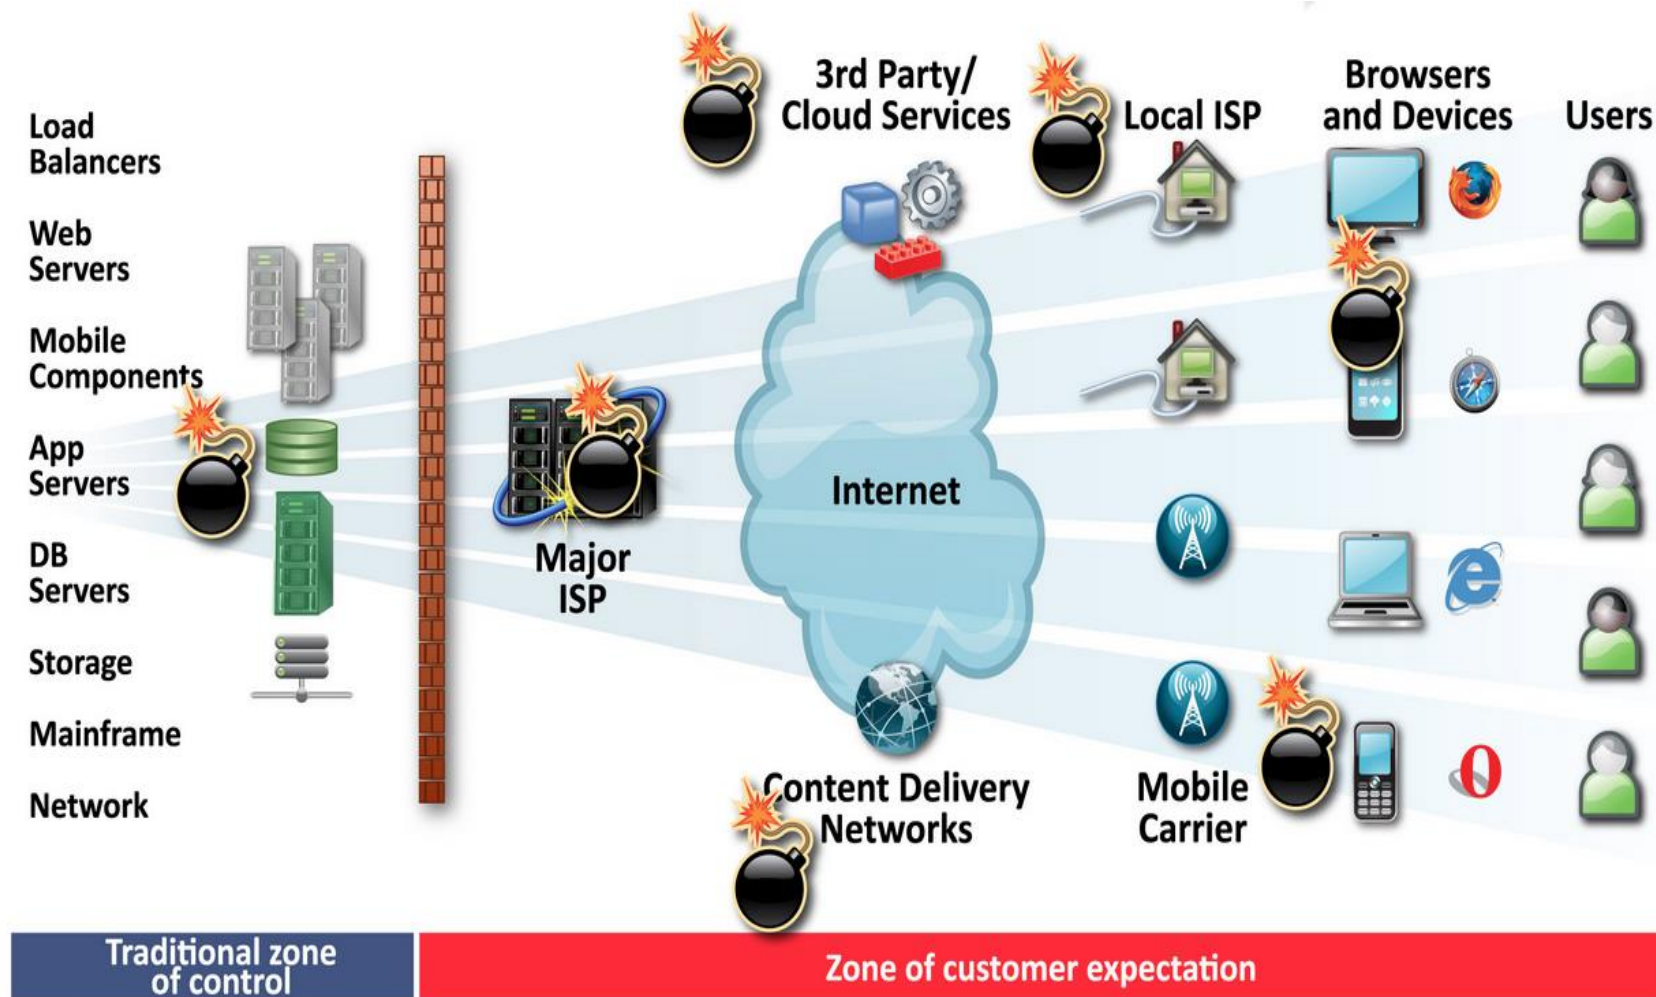 Load
Balancers
Web
Servers
Mobile
Components
App
Servers
DB
Servers
Storage
Mainframe
Network
Major
ISP
3rd Party/
Cloud Services
Internet
Content Delivery
Networks
Local ISP
Mobile
Carrier
Browsers
and Devices
Users
Traditional zone
of control
Zone of customer expectation